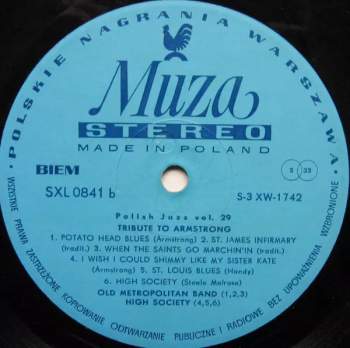 POLSKIE NAGRANIA WARSZAWA
Muza
STEREO
MADE IN POLAND
BIEM
S 33
SXL 0841 b
S-3 XW-1742
Polish Jazz vol. 29
TRIBUTE TO ARMSTRONG
1. POTATO HEAD BLUES (Armstrong) 2. ST. JAMES INFIRMARY
(tradit.) 3. WHEN THE SAINTS GO MARCHIN'IN (tradit.)
4. I WISH I COULD SHIMMY LIKE MY SISTER KATE
(Armstrong) 5. ST. LOUIS BLUES (Handy)
6. HIGH SOCIETY (Steele Melrose)
OLD METROPOLITAN BAND (1,2,3)
HIGH SOCIETY (4,5,6)
WSZYSTKIE PRAWA ZASTRZEŻONE KOPIOWANIE ODTWARZANIE PUBLICZNE I RADIOWE BEZ UPOWAŻNIENIA WZBRONIONE